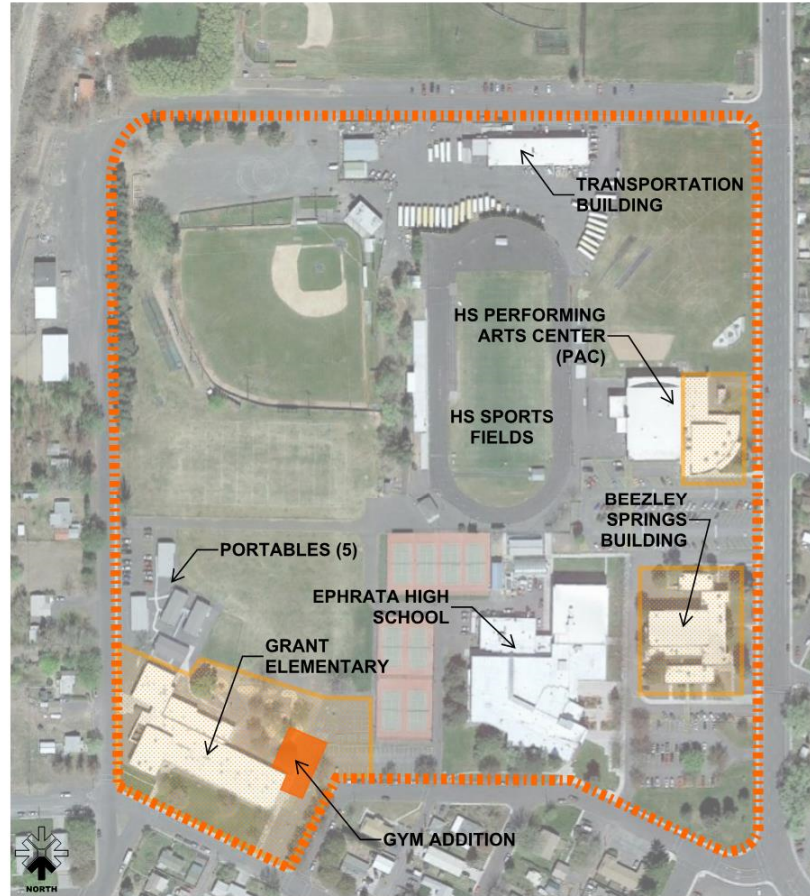 TRANSPORTATION
BUILDING
HS PERFORMING
ARTS CENTER
(PAC)
HS SPORTS
FIELDS
BEEZLEY
SPRINGS
BUILDING
PORTABLES (5)
EPHRATA HIGH
SCHOOL
GRANT
ELEMENTARY
GYM ADDITION
NORTH